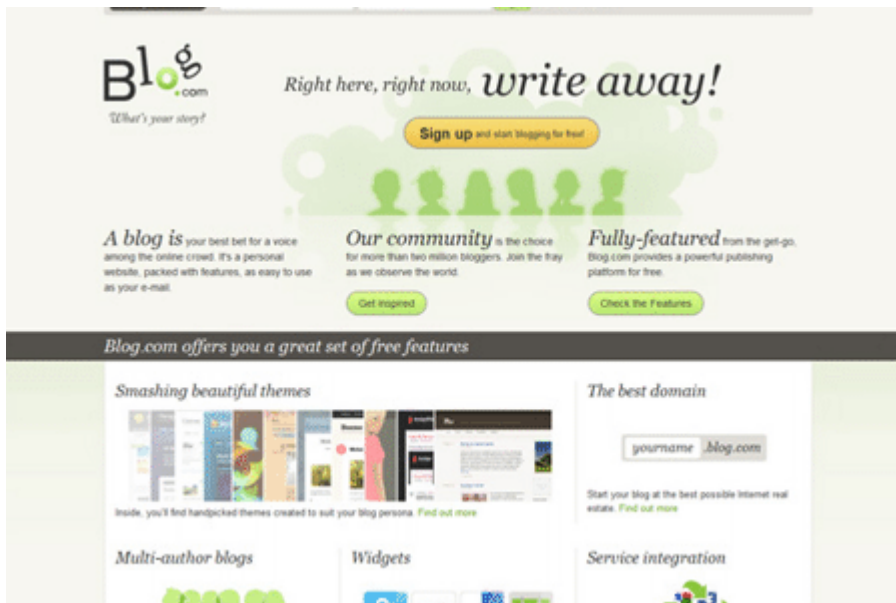 Blog
.com
What's your story?
Right here, right now, write away!
Sign up and start blogging for free!
A blog is your best bet for a voice
among the online crowd. It's a personal
website, packed with features, as easy to use
as your e-mail.
Our community is the choice
for more than two million bloggers. Join the fray
as we observe the world.
Get inspired
Fully-featured from the get-go,
Blog.com provides a powerful publishing
platform for free.
Check the Features
Blog.com offers you a great set of free features
Smashing beautiful themes
Inside, you'll find handpicked themes created to suit your blog persona. Find out more
The best domain
yourname .blog.com
Start your blog at the best possible Internet real
estate. Find out more
Multi-author blogs
Widgets
Service integration